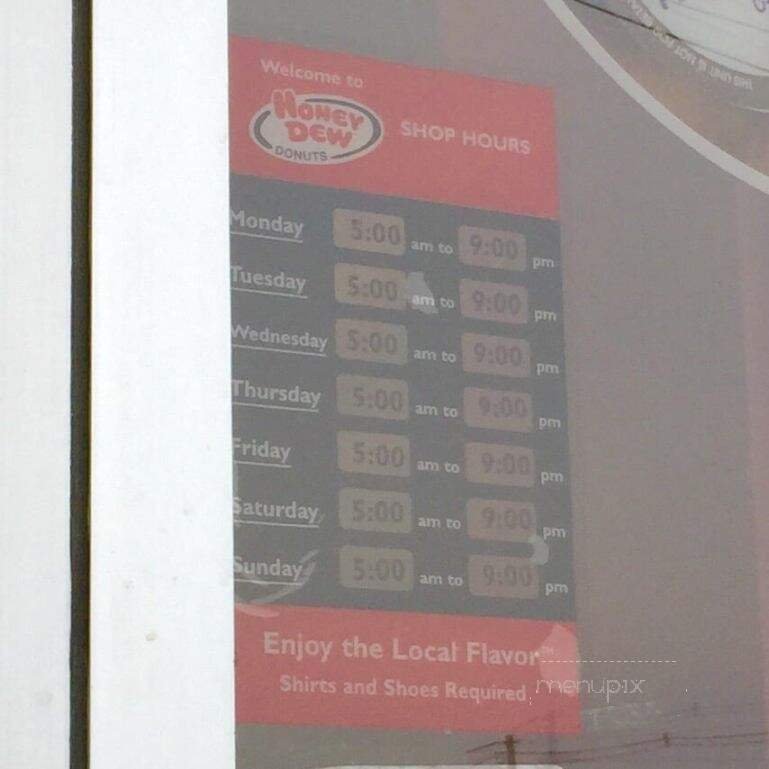 Welcome to
HONEY
DEW
DONUTS
SHOP HOURS
Monday 5:00 am to 9:00 pm
Tuesday 5:00 am to 9:00 pm
Wednesday 5:00 am to 9:00 pm
Thursday 5:00 am to 9:00 pm
Friday 5:00 am to 9:00 pm
Saturday 5:00 am to 9:00 pm
Sunday 5:00 am to 9:00 pm
Enjoy the Local Flavor™
Shirts and Shoes Required.
menupix